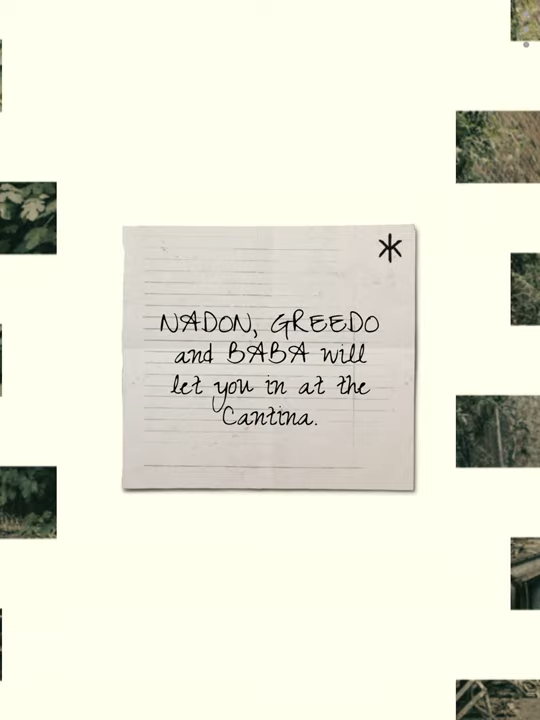 NADON, GREEDO
and BABA will
let you in at the
Cantina.